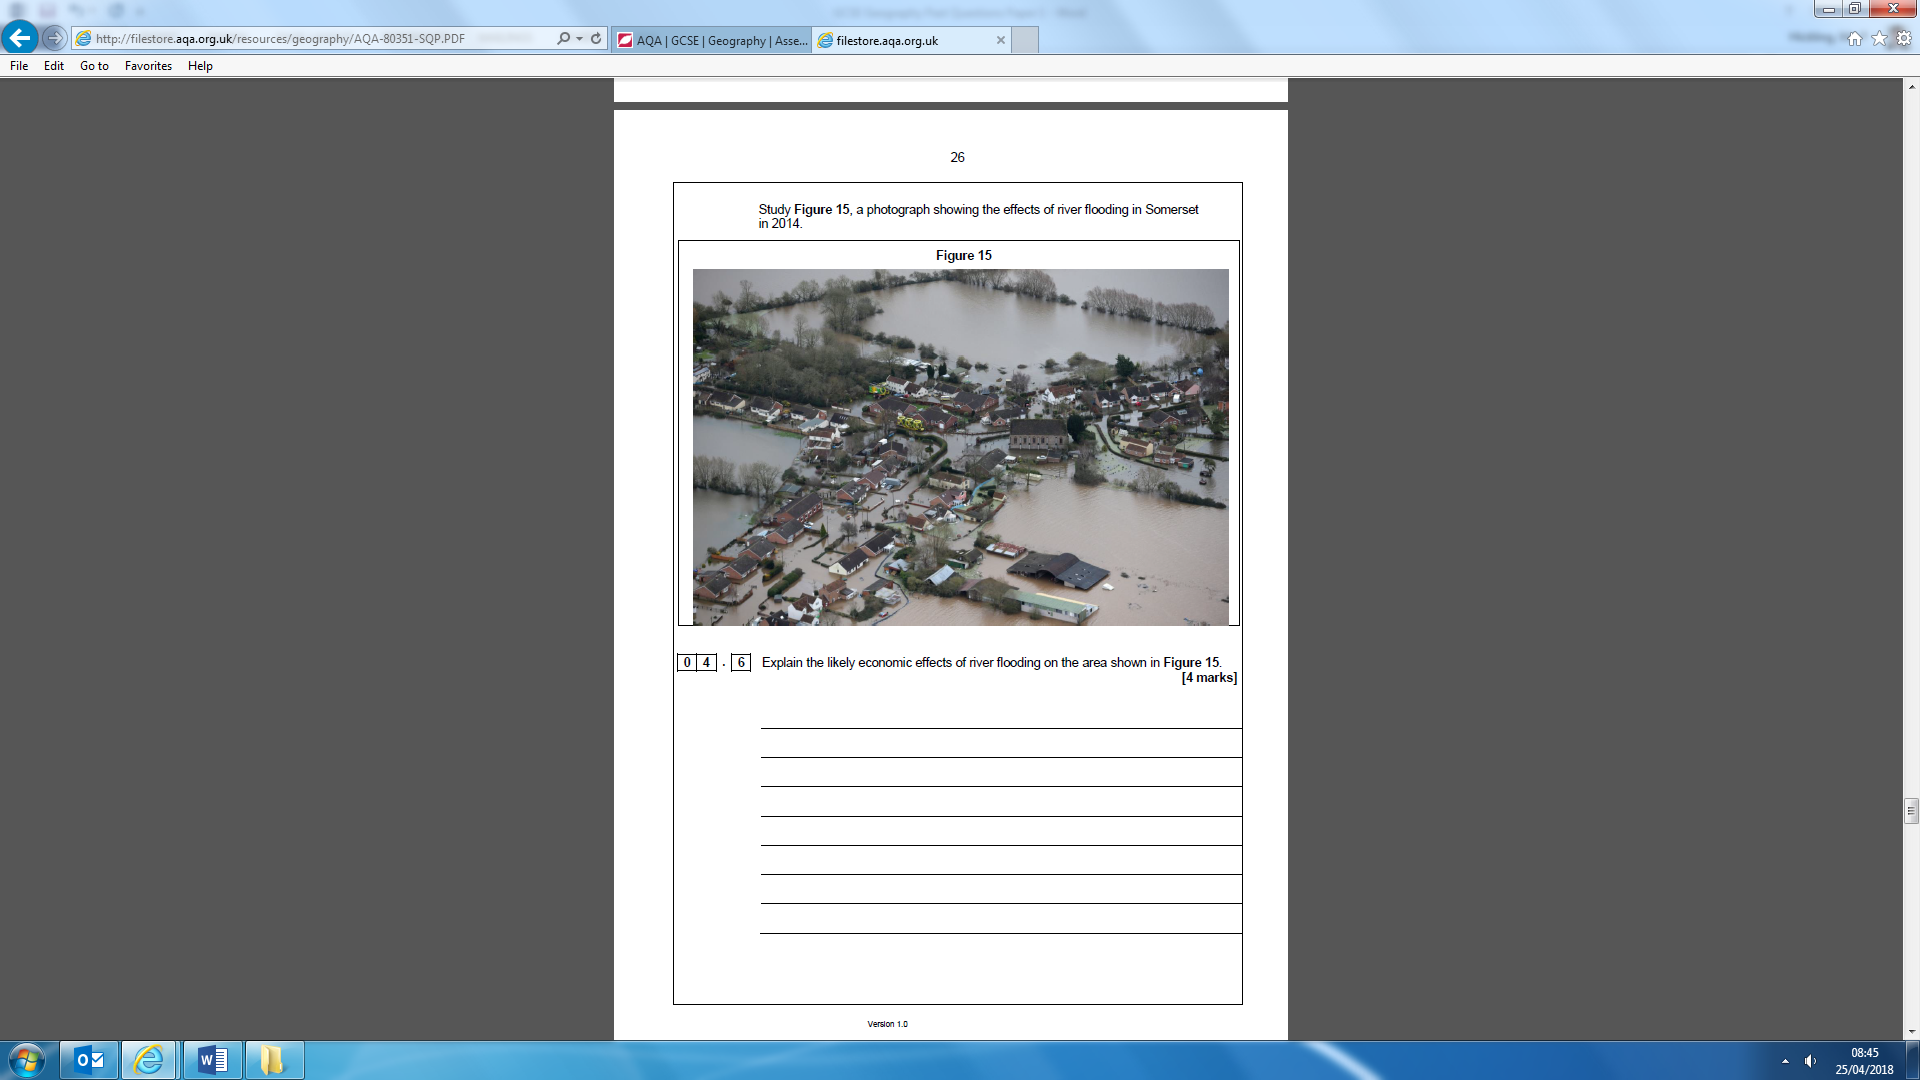 http://filestore.aqa.org.uk/resources/geography/AQA-80351-SQP.PDF
AQA | GCSE | Geography | Asse...
filestore.aqa.org.uk
File Edit Go to Favorites Help
26
Study Figure 15, a photograph showing the effects of river flooding in Somerset
in 2014.
Figure 15
0 4 . 6 Explain the likely economic effects of river flooding on the area shown in Figure 15.
[4 marks]
Version 1.0
08:45
25/04/2018